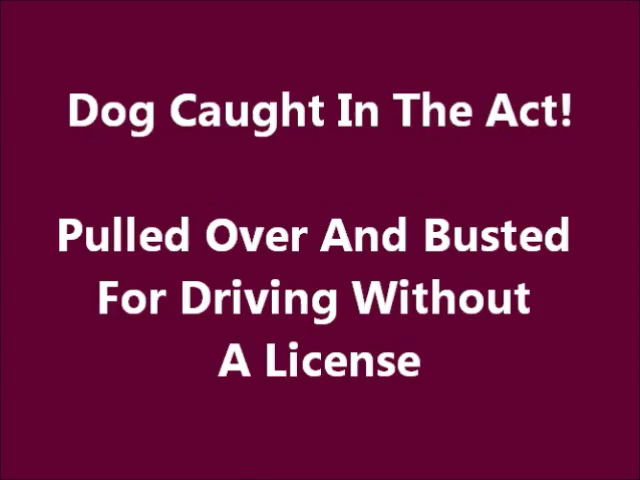 Dog Caught In The Act!
Pulled Over And Busted
For Driving Without
A License